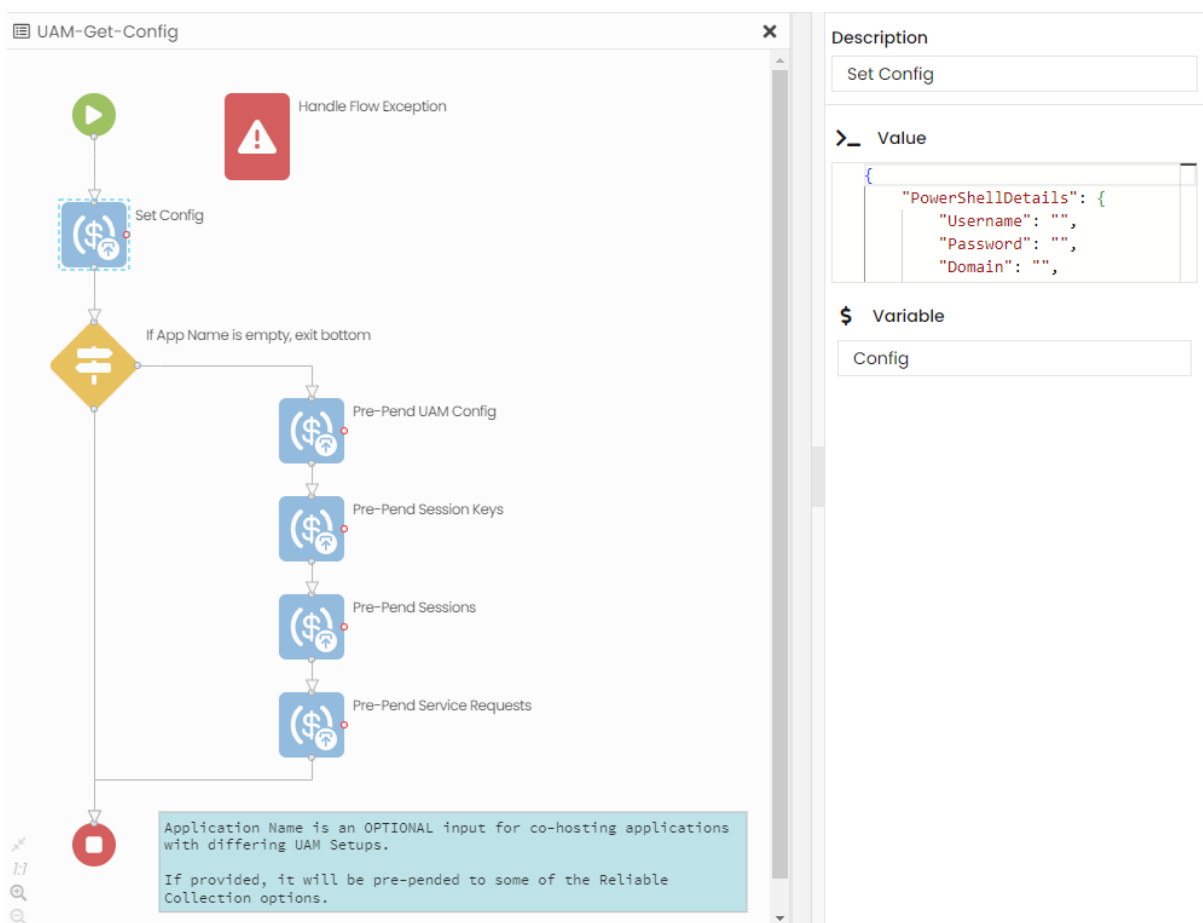 UAM-Get-Config
Handle Flow Exception
Set Config
If App Name is empty, exit bottom
Pre-Pend UAM Config
Pre-Pend Session Keys
Pre-Pend Sessions
Pre-Pend Service Requests
Application Name is an OPTIONAL input for co-hosting applications
with differing UAM Setups.
If provided, it will be pre-pended to some of the Reliable
Collection options.
1:1
Description
Set Config
>_ Value
{
"PowerShellDetails": {
"Username": "",
"Password": "",
"Domain": "",
$ Variable
Config